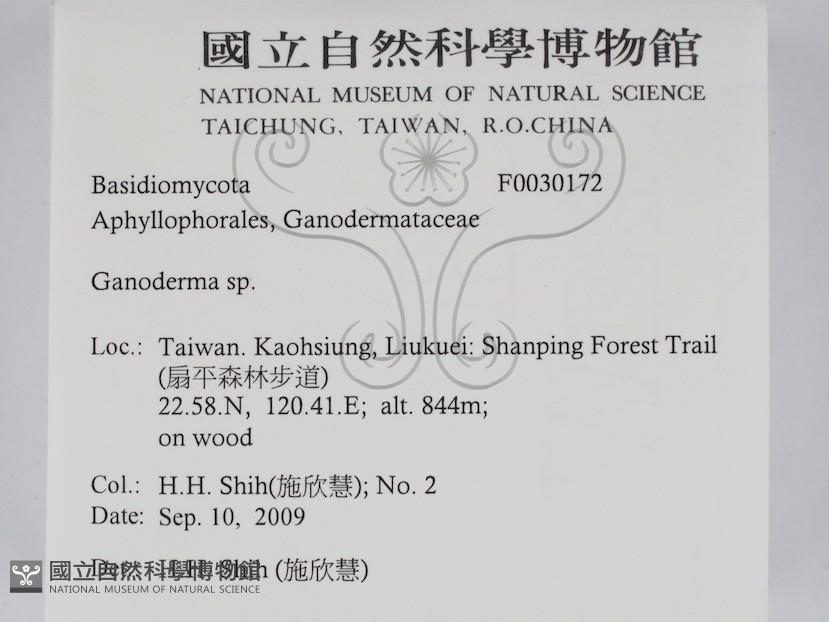 國立自然科學博物館
NATIONAL MUSEUM OF NATURAL SCIENCE
TAICHUNG, TAIWAN, R.O.CHINA
Basidiomycota F0030172
Aphyllophorales, Ganodermataceae
Ganoderma sp.
Loc.: Taiwan. Kaohsiung, Liukuei: Shanping Forest Trail
(扇平森林步道)
22.58.N, 120.41.E; alt. 844m;
on wood
Col.: H.H. Shih(施欣慧); No. 2
Date: Sep. 10, 2009
Det.: H.H. Shih (施欣慧)
國立自然科學博物館
NATIONAL MUSEUM OF NATURAL SCIENCE